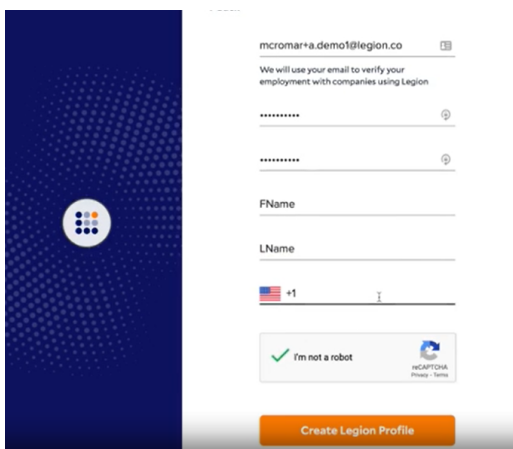 mcromar+a.demo1@legion.co
We will use your email to verify your
employment with companies using Legion
••••••••••
••••••••••
FName
LName
+1
I'm not a robot
reCAPTCHA
Privacy - Terms
Create Legion Profile